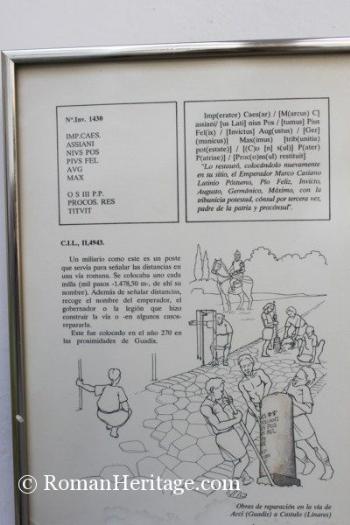 Nº.Inv. 1430
IMP.CAES.
ASSIANI
NIVS POS
PIVS FEL
AVG
MAX
O S III P.P.
PROCOS. RES
TITVIT
Imp(erator) Caes(ar) / [M(arcus) C]
assiani/ [us Lati] nius Pos / [tumus] Pius
Fel(ix) / [Invictus] Aug(ustus) / [Ger]
[manicus)] Max(imus) [trib(unitia)
pot(estate)] / [(C)o [n] s(ul)] P(ater)
P(atriae)] / [Proc(o)ns(ul) restituit]
"Lo restauró, colocándolo nuevamente
en su sitio, el Emperador Marco Casiano
Latinio Póstumo, Pío Feliz, Invicto,
Augusto, Germánico, Máximo, con la
tribunicia potestad, cónsul por tercera vez,
padre de la patria y procónsul".
C.I.L., II,4943.
Un miliario como este es un poste
que servía para señalar las distancias en
una vía romana. Se colocaba uno cada
milla (mil pasos -1.478,50 m-, de ahí su
nombre). Además de señalar distancias,
recoge el nombre del emperador, el
gobernador o la legión que hizo
construir la vía o -en algunos casos-
repararla.
Este fue colocado en el año 270 en
las proximidades de Guadix.
POS
PIUS
FEL
© RomanHeritage.com
Obras de reparación en la vía de
Acci (Guadix) a Castulo (Linares)